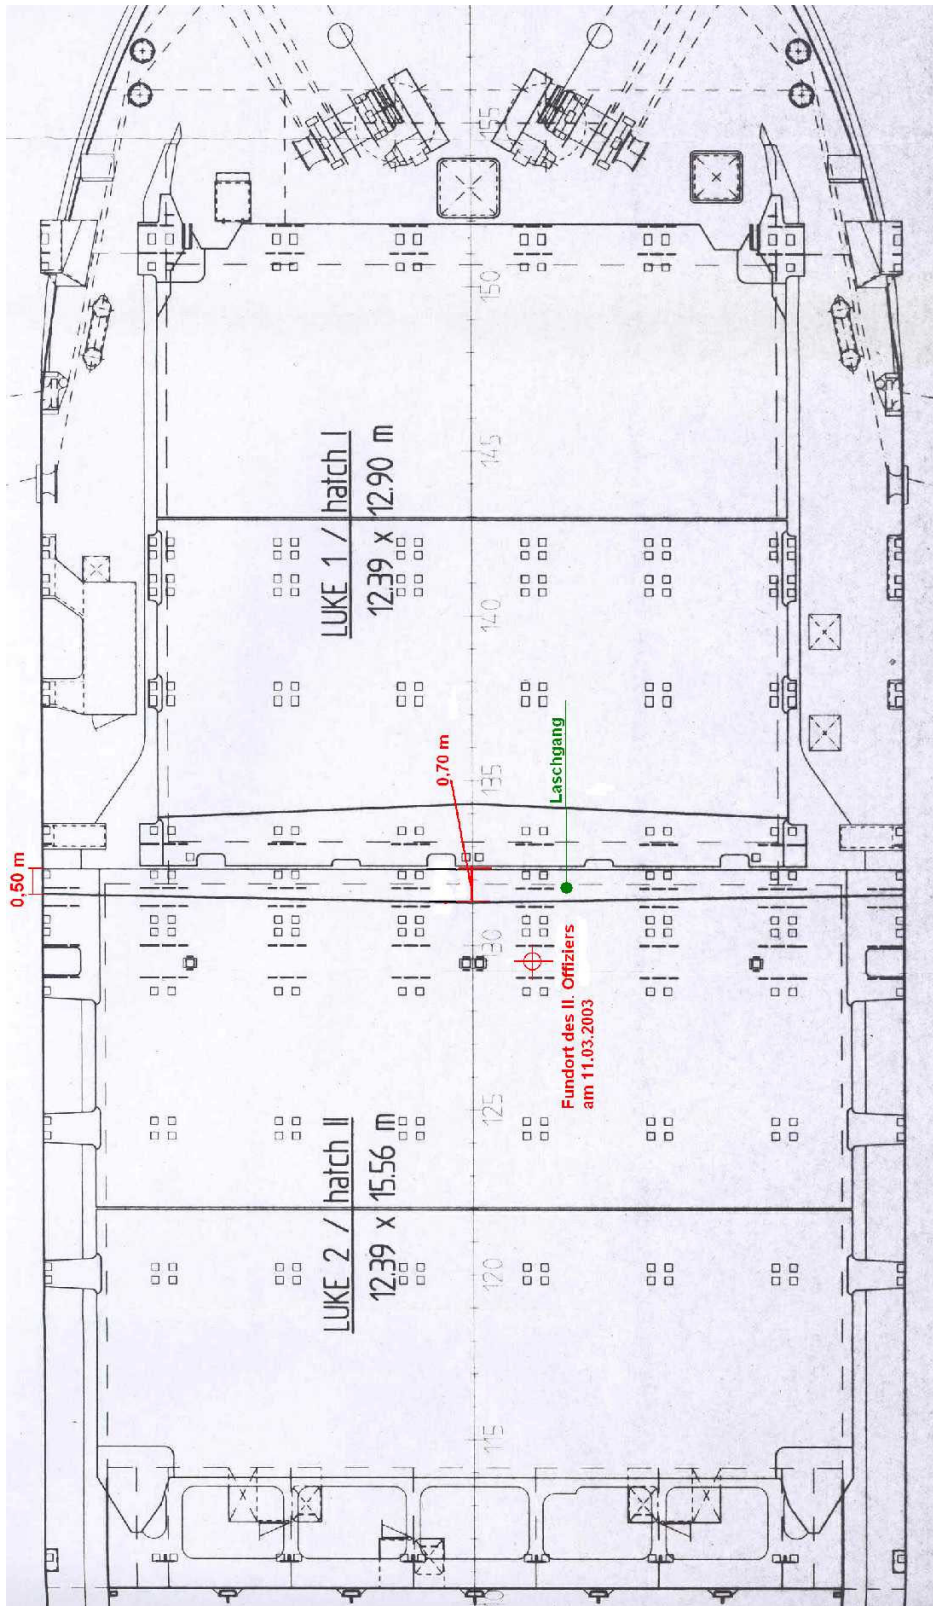 155
150
145
LUKE 1 / hatch I
12.39 x 12.90 m
140
135
0,70 m
Laschgang
0,50 m
130
Fundort des II. Offiziers
am 11.03.2003
125
LUKE 2 / hatch II
12.39 x 15.56 m
120
115